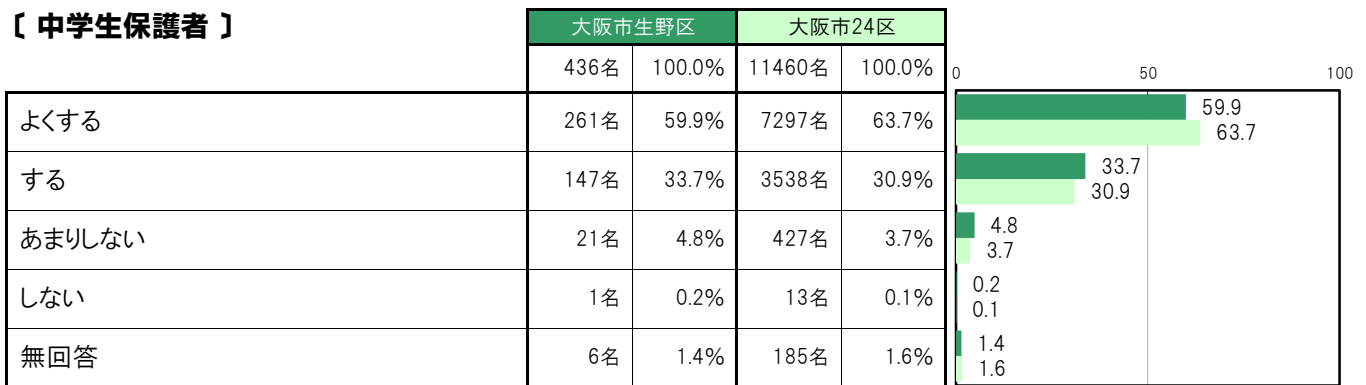 〔 中学生保護者 〕
大阪市生野区 大阪市24区
436名 100.0% 11460名 100.0%
0 50 100
よくする 261名 59.9% 7297名 63.7%
59.9
63.7
する 147名 33.7% 3538名 30.9%
33.7
30.9
あまりしない 21名 4.8% 427名 3.7%
4.8
3.7
しない 1名 0.2% 13名 0.1%
0.2
0.1
無回答 6名 1.4% 185名 1.6%
1.4
1.6